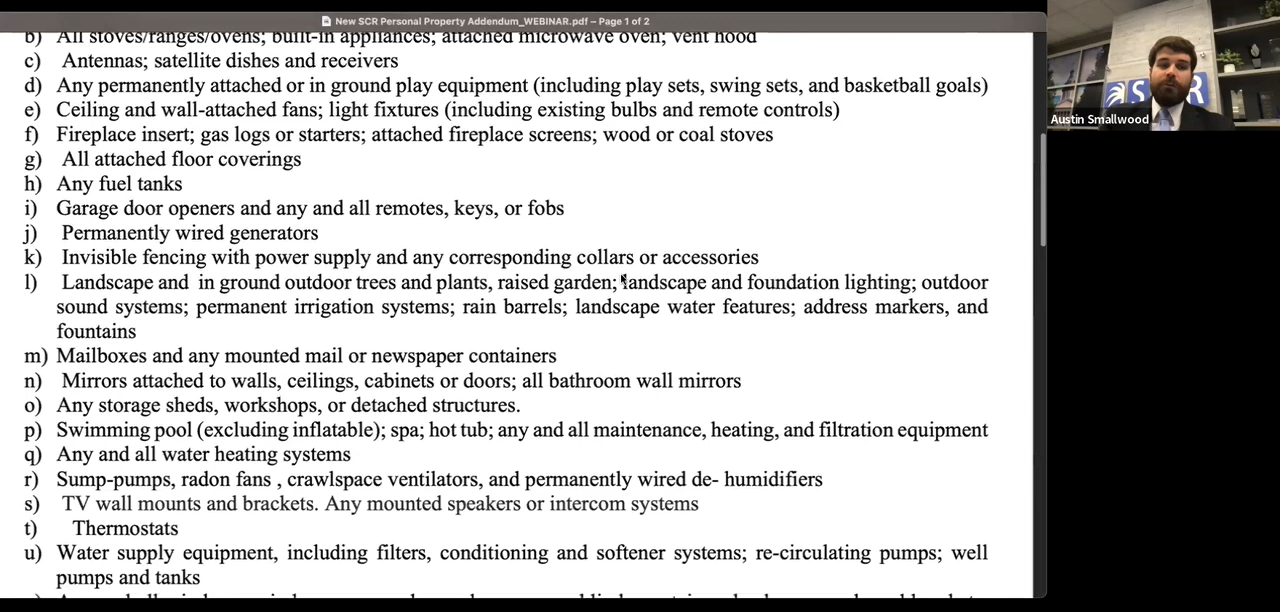 New SCR Personal Property Addendum_WEBINAR.pdf – Page 1 of 2
b) All stoves/ranges/ovens; built-in appliances; attached microwave oven; vent hood
c) Antennas; satellite dishes and receivers
d) Any permanently attached or in ground play equipment (including play sets, swing sets, and basketball goals)
e) Ceiling and wall-attached fans; light fixtures (including existing bulbs and remote controls)
f) Fireplace insert; gas logs or starters; attached fireplace screens; wood or coal stoves
g) All attached floor coverings
h) Any fuel tanks
i) Garage door openers and any and all remotes, keys, or fobs
j) Permanently wired generators
k) Invisible fencing with power supply and any corresponding collars or accessories
l) Landscape and in ground outdoor trees and plants, raised garden; landscape and foundation lighting; outdoor
sound systems; permanent irrigation systems; rain barrels; landscape water features; address markers, and
fountains
m) Mailboxes and any mounted mail or newspaper containers
n) Mirrors attached to walls, ceilings, cabinets or doors; all bathroom wall mirrors
o) Any storage sheds, workshops, or detached structures.
p) Swimming pool (excluding inflatable); spa; hot tub; any and all maintenance, heating, and filtration equipment
q) Any and all water heating systems
r) Sump-pumps, radon fans , crawlspace ventilators, and permanently wired de- humidifiers
s) TV wall mounts and brackets. Any mounted speakers or intercom systems
t) Thermostats
u) Water supply equipment, including filters, conditioning and softener systems; re-circulating pumps; well
pumps and tanks
Austin Smallwood